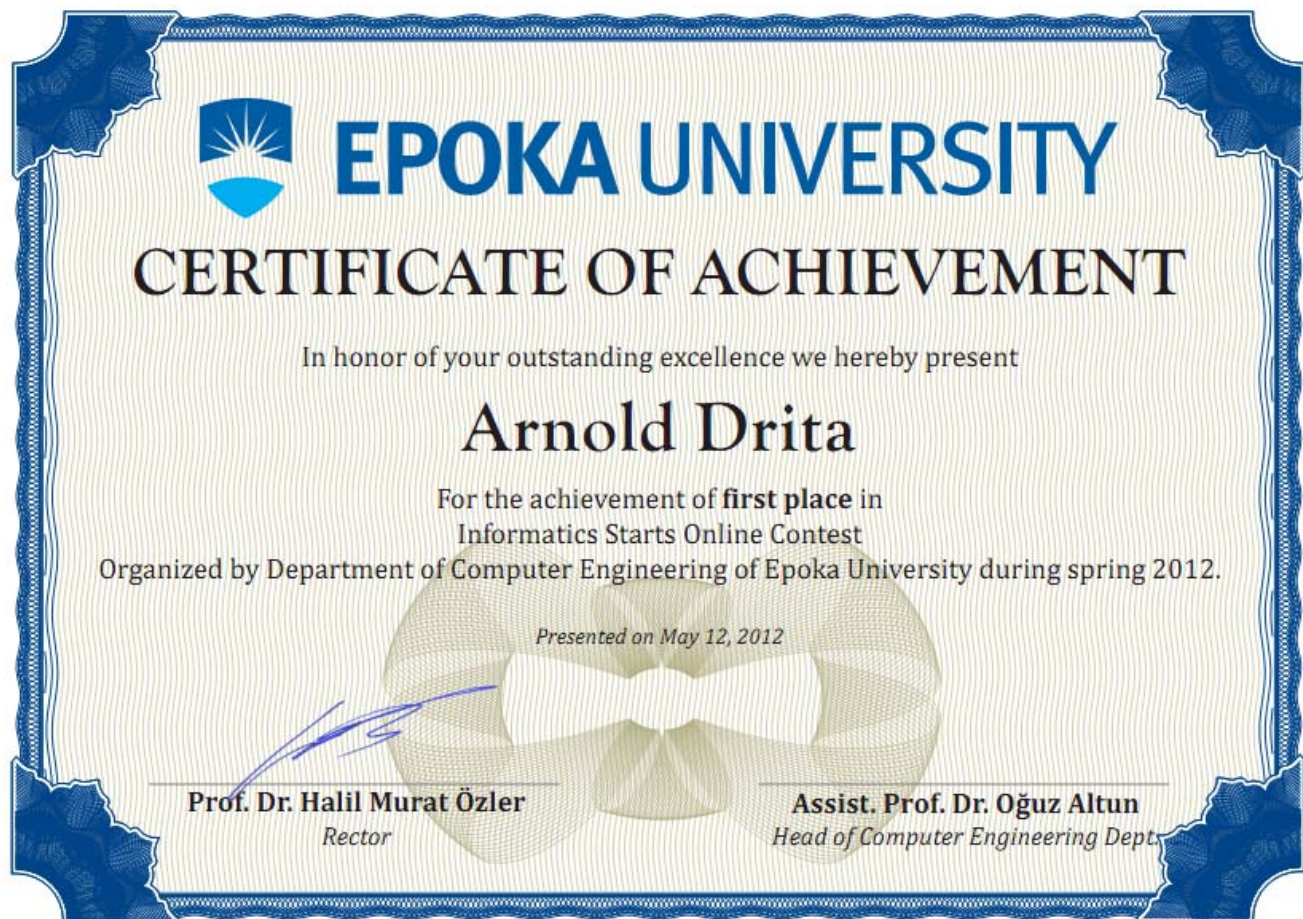 EPOKA UNIVERSITY
CERTIFICATE OF ACHIEVEMENT
In honor of your outstanding excellence we hereby present
Arnold Drita
For the achievement of first place in
Informatics Starts Online Contest
Organized by Department of Computer Engineering of Epoka University during spring 2012.
Presented on May 12, 2012
Prof. Dr. Halil Murat Özler
Rector
Assist. Prof. Dr. Oğuz Altun
Head of Computer Engineering Dept.